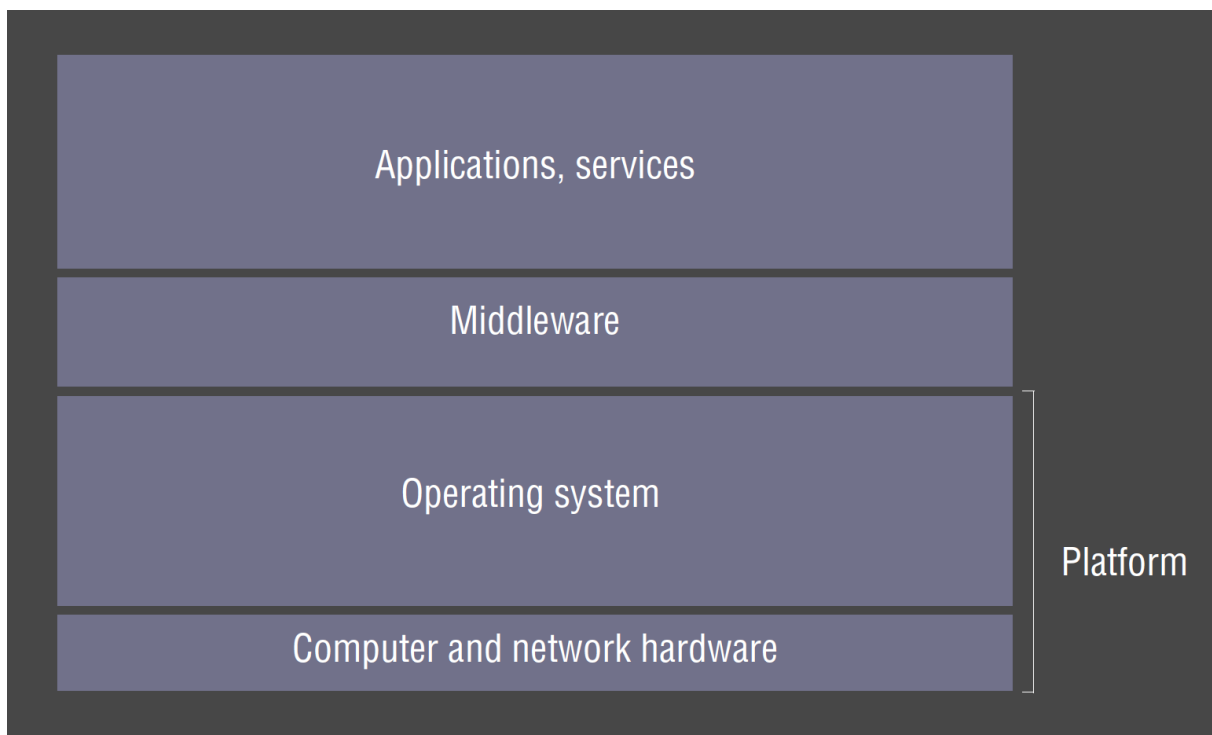 Applications, services
Middleware
Operating system
Platform
Computer and network hardware